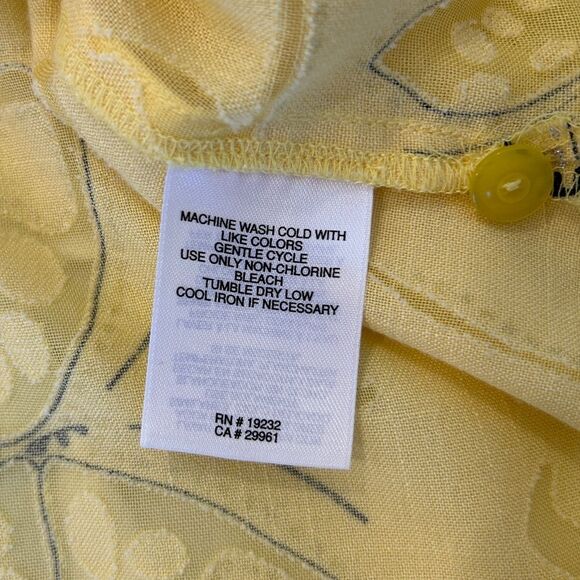 MACHINE WASH COLD WITH
LIKE COLORS
GENTLE CYCLE
USE ONLY NON-CHLORINE
BLEACH
TUMBLE DRY LOW
COOL IRON IF NECESSARY
RN # 19232
CA # 29961